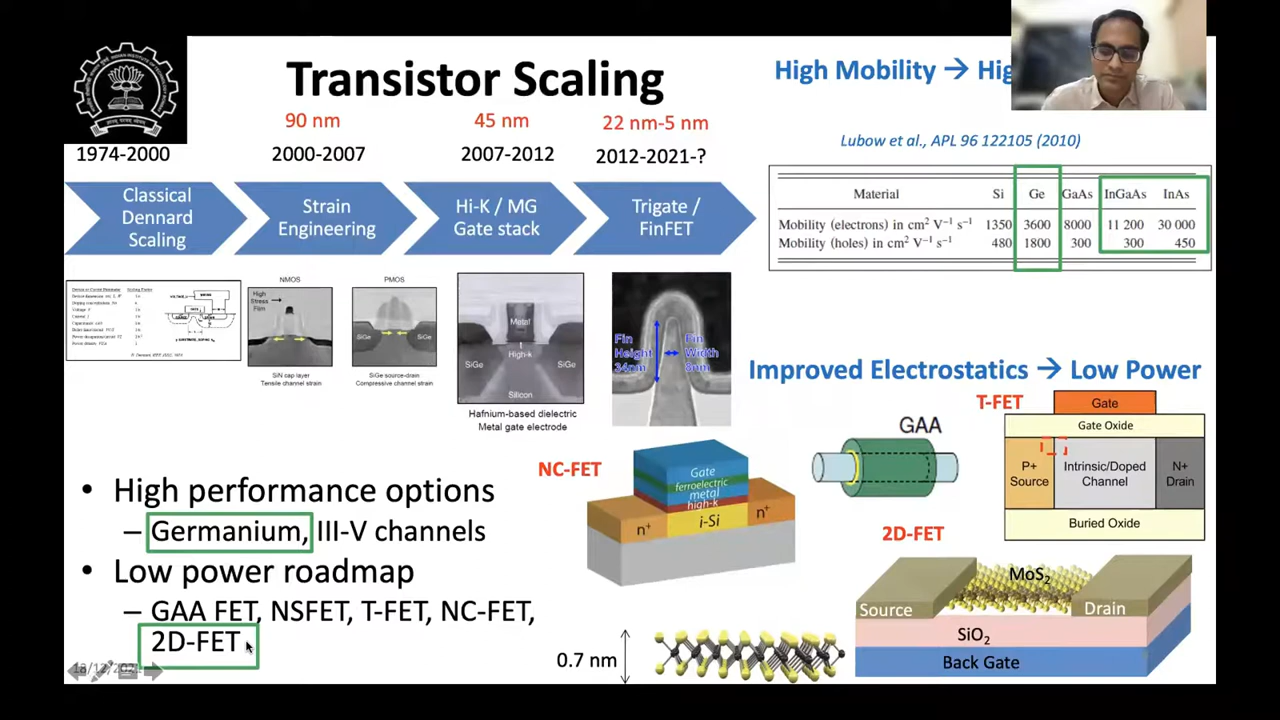 Transistor Scaling
High Mobility → Hig
90 nm
45 nm
22 nm-5 nm
1974-2000
2000-2007
2007-2012
2012-2021-?
Classical
Dennard
Scaling
Strain
Engineering
Hi-K / MG
Gate stack
Trigate /
FinFET
Lubow et al., APL 96 122105 (2010)
Material Si Ge GaAs InGaAs InAs
Mobility (electrons) in cm² V⁻¹ s⁻¹ 1350 3600 8000 11 200 30 000
Mobility (holes) in cm² V⁻¹ s⁻¹ 480 1800 300 300 450
NMOS
High
Stress
Film
SiN cap layer
Tensile channel strain
PMOS
SiGe
SiGe
SiGe source-drain
Compressive channel strain
Metal
High-k
SiGe
SiGe
Silicon
Hafnium-based dielectric
Metal gate electrode
Fin
Height
34nm
Fin
Width
8nm
Improved Electrostatics → Low Power
• High performance options
– Germanium, III-V channels
• Low power roadmap
– GAA FET, NSFET, T-FET, NC-FET,
2D-FET
NC-FET
Gate
ferroelectric
metal
high-k
n⁺
i-Si
n⁺
GAA
T-FET
Gate
Gate Oxide
P+
Source
Intrinsic/Doped
Channel
N+
Drain
Buried Oxide
2D-FET
MoS₂
Source
Drain
SiO₂
Back Gate
0.7 nm